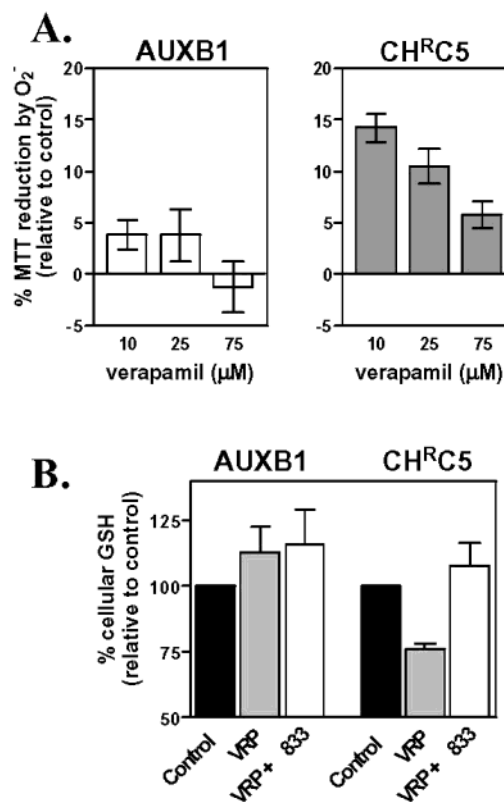 A.
AUXB1
CHᴿC5
% MTT reduction by O₂⁻
(relative to cotrol)
20
15
10
5
0
-5
20
15
10
5
0
-5
10 25 75
10 25 75
verapamil (µM)
verapamil (µM)
B.
AUXB1
CHᴿC5
% cellular GSH
(relative to control)
125
100
75
50
Control
VRP
VRP+ 833
Control
VRP
VRP+ 833